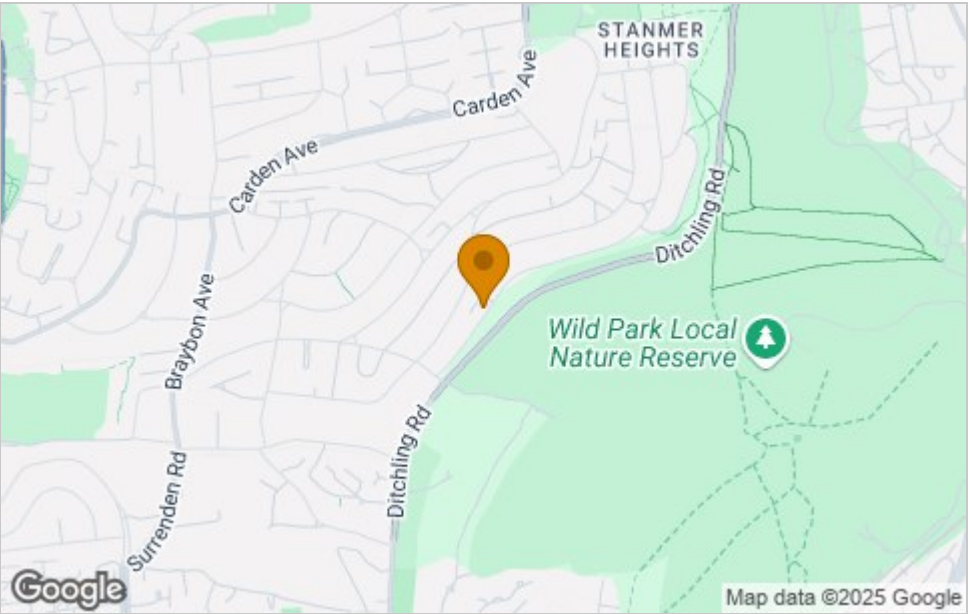 STANMER
HEIGHTS
Carden Ave
Carden Ave
Ditchling Rd
Braybon Ave
Wild Park Local
Nature Reserve
Ditchling Rd
Surrenden Rd
Google
Map data ©2025 Google